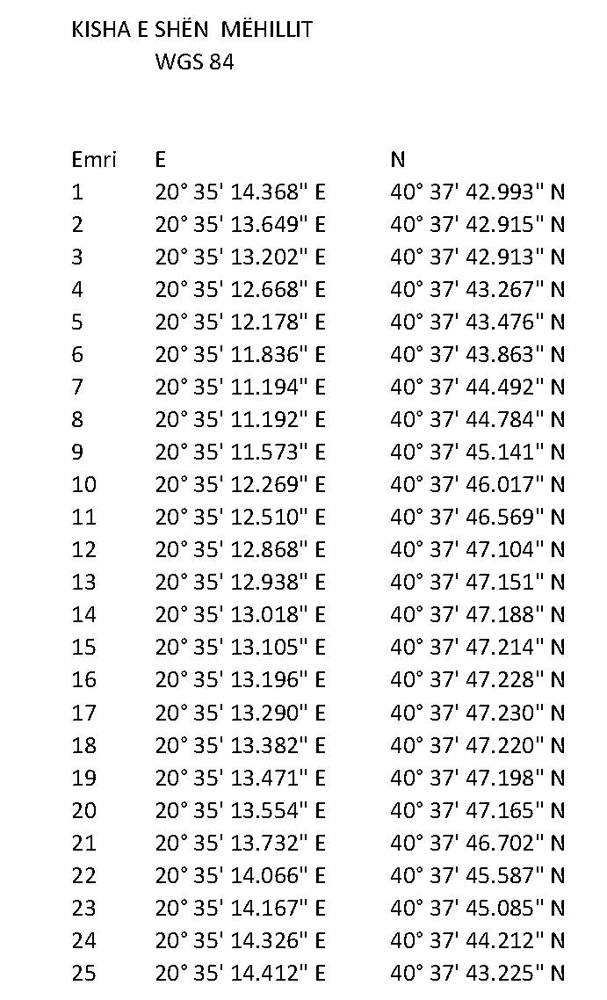 KISHA E SHËN MËHILLIT
WGS 84
Emri E N
1 20° 35' 14.368" E 40° 37' 42.993" N
2 20° 35' 13.649" E 40° 37' 42.915" N
3 20° 35' 13.202" E 40° 37' 42.913" N
4 20° 35' 12.668" E 40° 37' 43.267" N
5 20° 35' 12.178" E 40° 37' 43.476" N
6 20° 35' 11.836" E 40° 37' 43.863" N
7 20° 35' 11.194" E 40° 37' 44.492" N
8 20° 35' 11.192" E 40° 37' 44.784" N
9 20° 35' 11.573" E 40° 37' 45.141" N
10 20° 35' 12.269" E 40° 37' 46.017" N
11 20° 35' 12.510" E 40° 37' 46.569" N
12 20° 35' 12.868" E 40° 37' 47.104" N
13 20° 35' 12.938" E 40° 37' 47.151" N
14 20° 35' 13.018" E 40° 37' 47.188" N
15 20° 35' 13.105" E 40° 37' 47.214" N
16 20° 35' 13.196" E 40° 37' 47.228" N
17 20° 35' 13.290" E 40° 37' 47.230" N
18 20° 35' 13.382" E 40° 37' 47.220" N
19 20° 35' 13.471" E 40° 37' 47.198" N
20 20° 35' 13.554" E 40° 37' 47.165" N
21 20° 35' 13.732" E 40° 37' 46.702" N
22 20° 35' 14.066" E 40° 37' 45.587" N
23 20° 35' 14.167" E 40° 37' 45.085" N
24 20° 35' 14.326" E 40° 37' 44.212" N
25 20° 35' 14.412" E 40° 37' 43.225" N